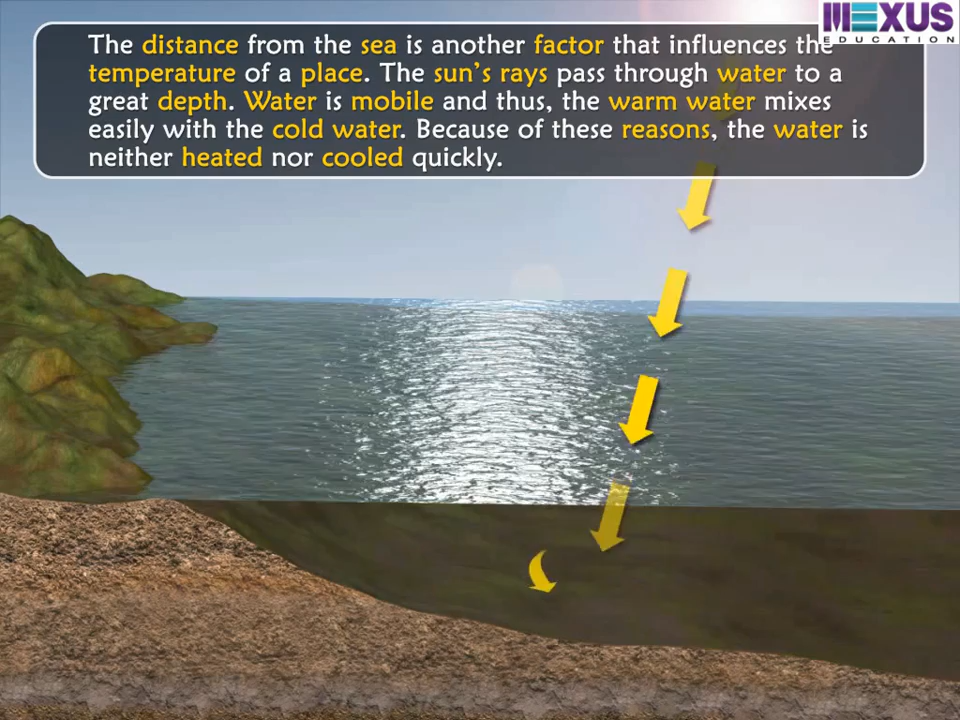 MEXUS
EDUCATION
The distance from the sea is another factor that influences the
temperature of a place. The sun's rays pass through water to a
great depth. Water is mobile and thus, the warm water mixes
easily with the cold water. Because of these reasons, the water is
neither heated nor cooled quickly.